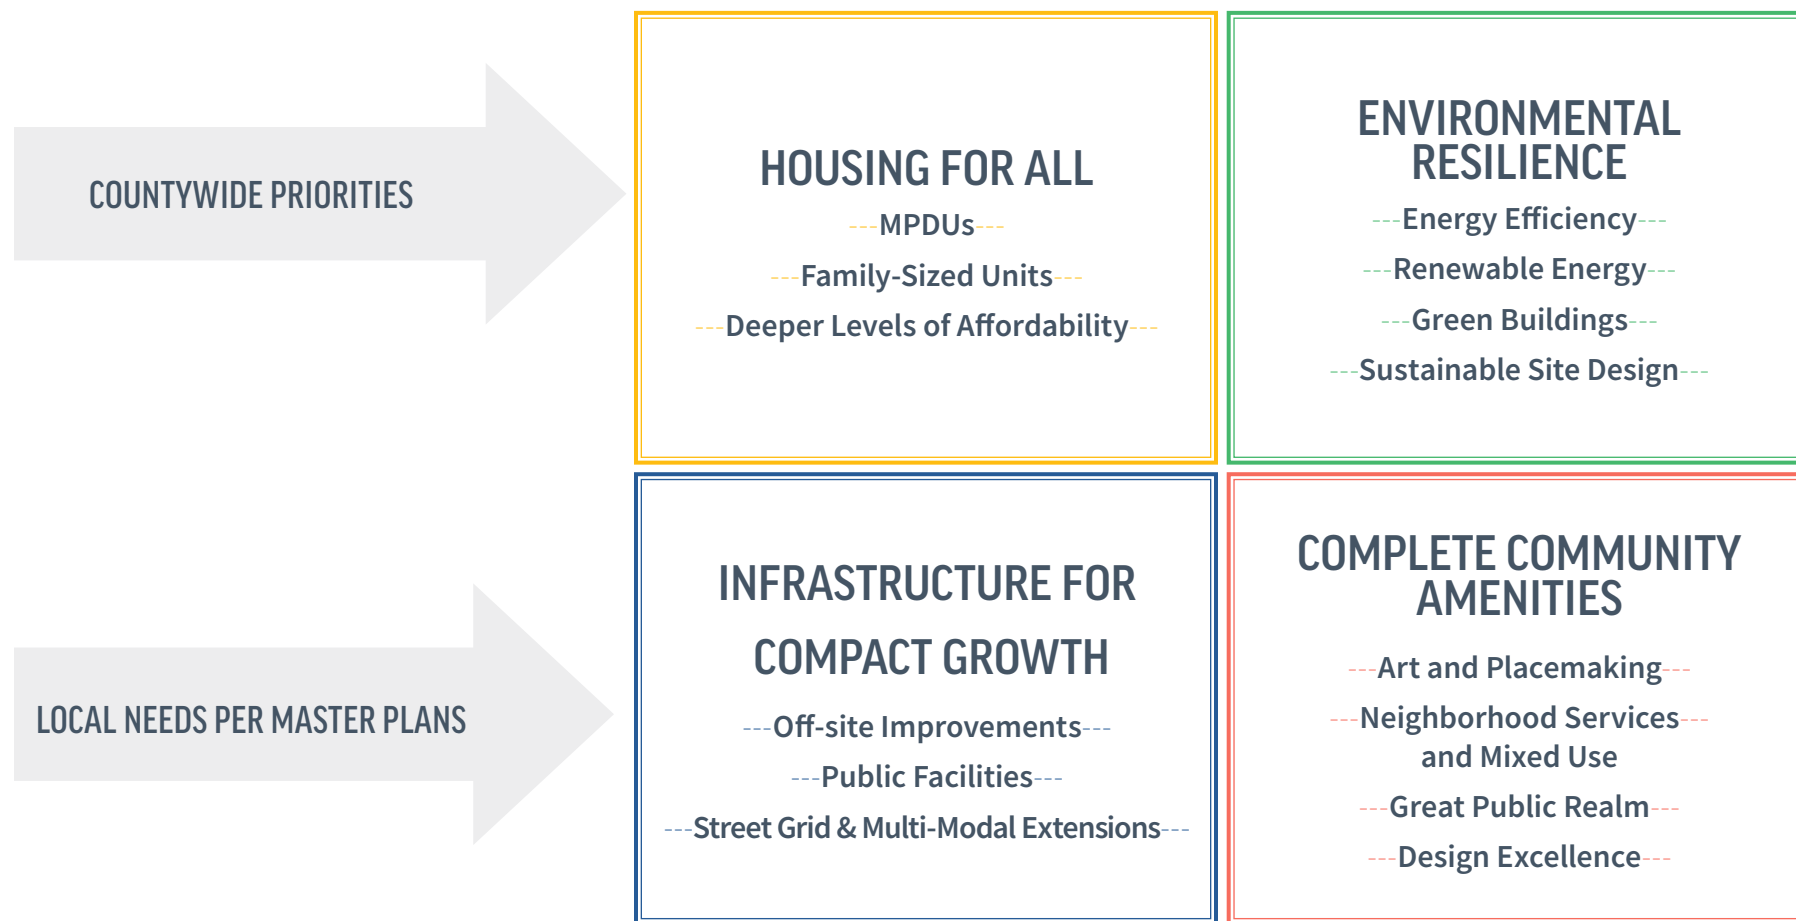 COUNTYWIDE PRIORITIES
HOUSING FOR ALL
---MPDUs---
---Family-Sized Units---
---Deeper Levels of Affordability---
ENVIRONMENTAL
RESILIENCE
---Energy Efficiency---
---Renewable Energy---
---Green Buildings---
---Sustainable Site Design---
LOCAL NEEDS PER MASTER PLANS
INFRASTRUCTURE FOR
COMPACT GROWTH
---Off-site Improvements---
---Public Facilities---
---Street Grid & Multi-Modal Extensions---
COMPLETE COMMUNITY
AMENITIES
---Art and Placemaking---
---Neighborhood Services---
and Mixed Use
---Great Public Realm---
---Design Excellence---